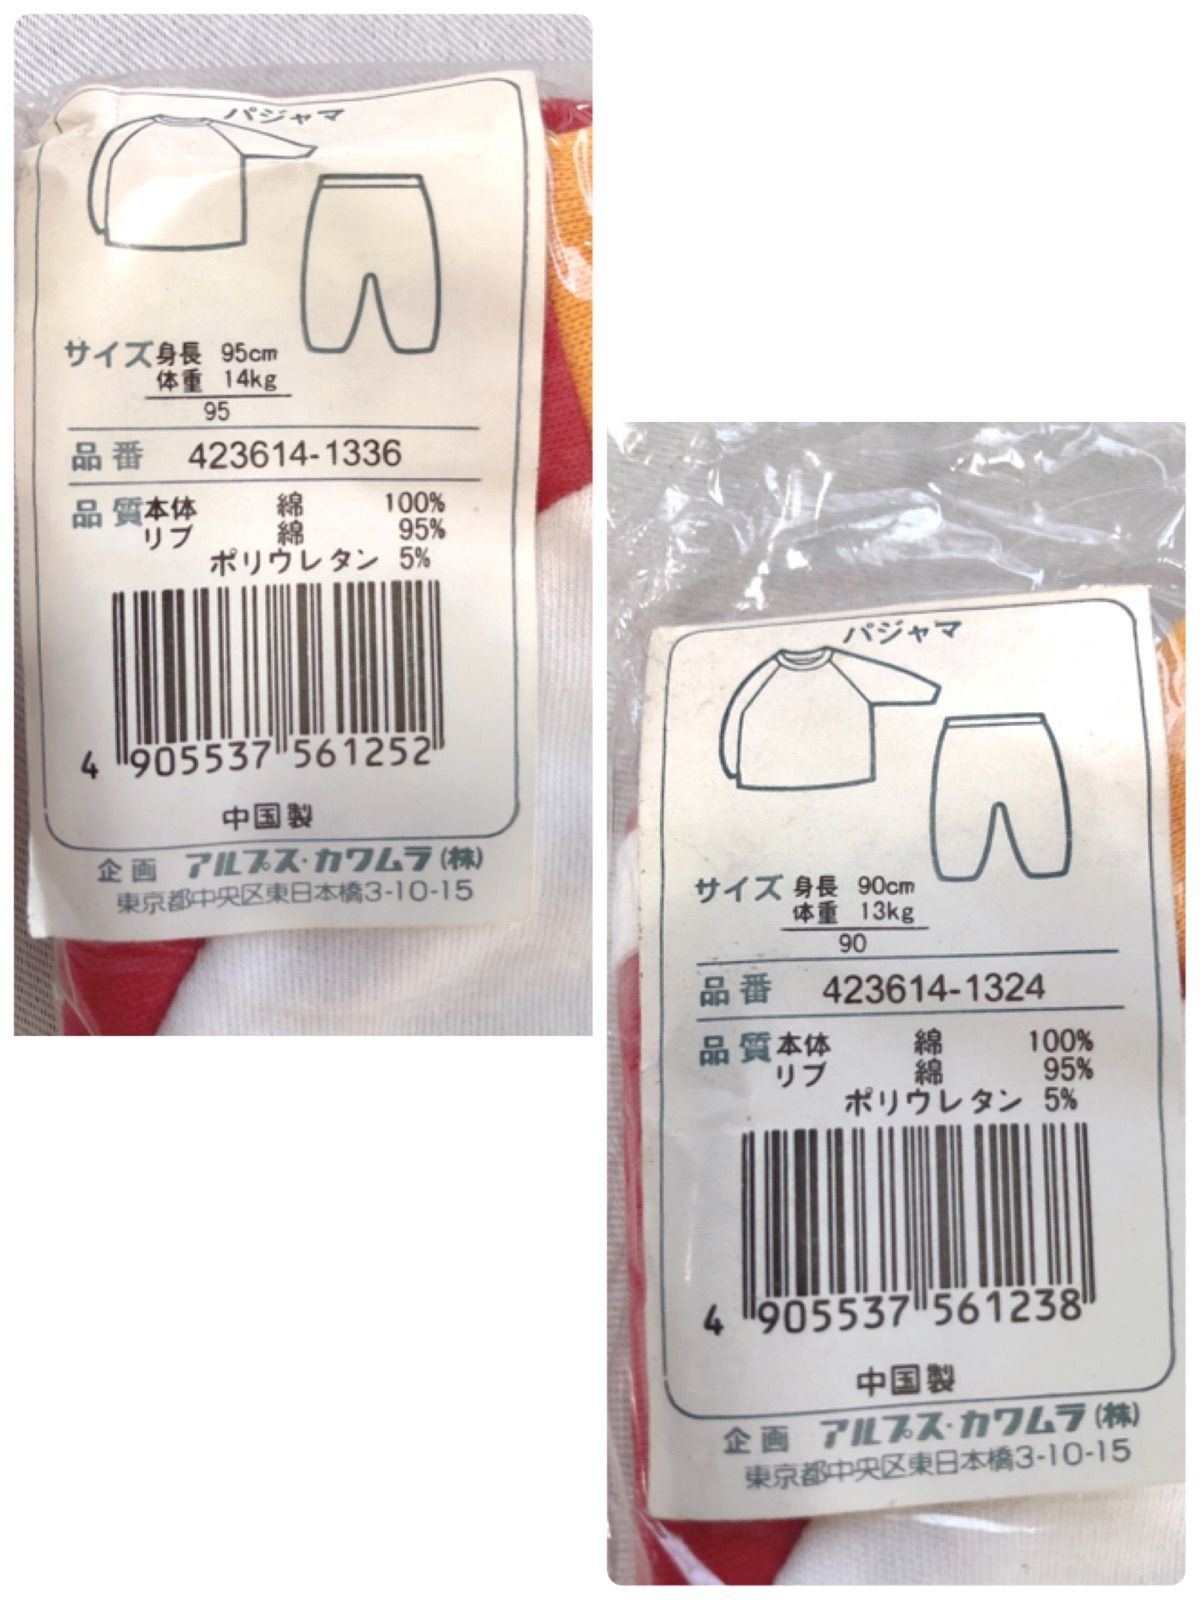 パジャマ
サイズ 身長 95cm
体重 14kg
95
品番 423614-1336
品質 本体 綿 100%
リブ 綿 95%
ポリウレタン 5%
4 905537 561252
中国製
企画 アルプス・カワムラ(株)
東京都中央区東日本橋3-10-15
パジャマ
サイズ 身長 90cm
体重 13kg
90
品番 423614-1324
品質 本体 綿 100%
リブ 綿 95%
ポリウレタン 5%
4 905537 561238
中国製
企画 アルプス・カワムラ(株)
東京都中央区東日本橋3-10-15